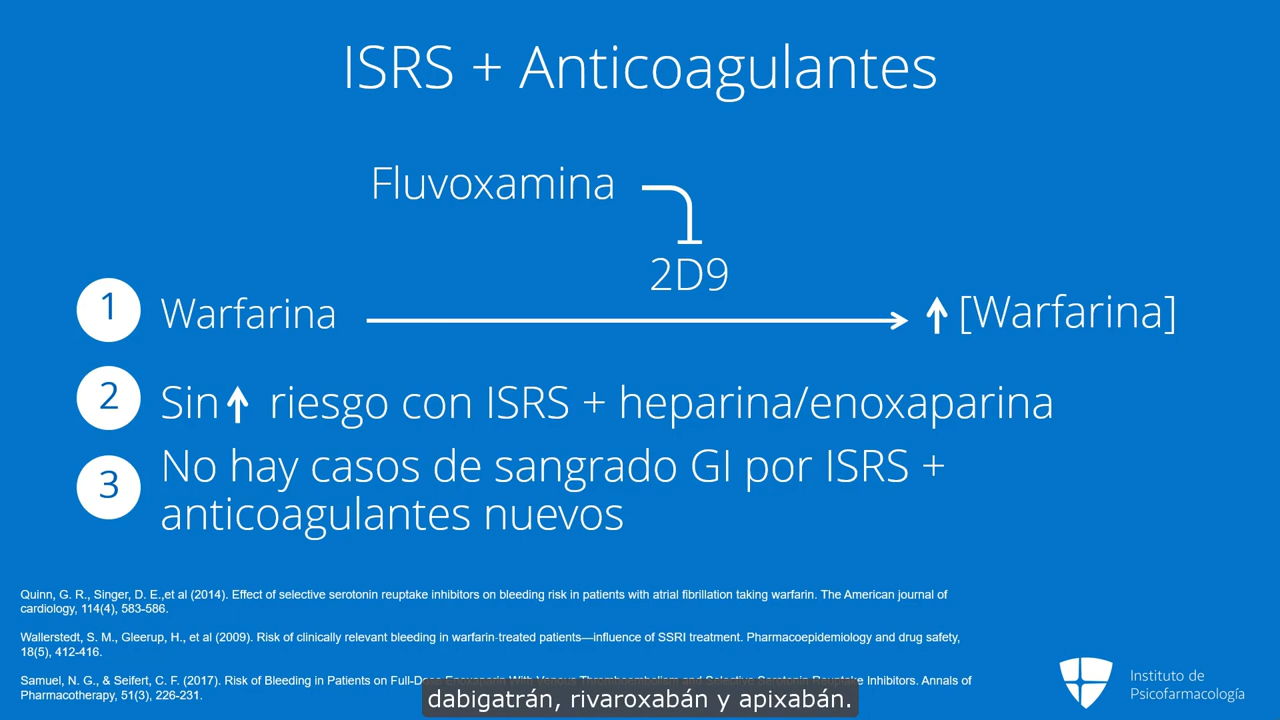 ISRS + Anticoagulantes
Fluvoxamina
2D9
1 Warfarina ↑ [Warfarina]
2 Sin ↑ riesgo con ISRS + heparina/enoxaparina
3 No hay casos de sangrado GI por ISRS +
anticoagulantes nuevos
Quinn, G. R., Singer, D. E.,et al (2014). Effect of selective serotonin reuptake inhibitors on bleeding risk in patients with atrial fibrillation taking warfarin. The American journal of
cardiology, 114(4), 583-586.
Wallerstedt, S. M., Gleerup, H., et al (2009). Risk of clinically relevant bleeding in warfarin-treated patients—influence of SSRI treatment. Pharmacoepidemiology and drug safety,
18(5), 412-416.
Samuel, N. G., & Seifert, C. F. (2017). Risk of Bleeding in Patients on Full-Dose Enoxaparin With Venous Thromboembolism and Selective Serotonin Reuptake Inhibitors. Annals of
Pharmacotherapy, 51(3), 226-231.
dabigatrán, rivaroxabán y apixabán.
Instituto de
Psicofarmacología